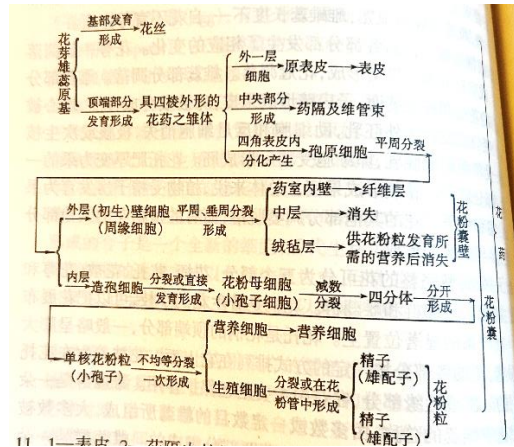 基部发育
形成
花丝
花芽雄蕊原基
外一层
细胞
原表皮
表皮
顶端部分
发育形成
具四棱外形的
花药之雏体
中央部分
形成
药隔及维管束
四角表皮内
分化产生
孢原细胞
平周分裂
外层(初生)壁细胞
(周缘细胞)
平周、垂周分裂
形成
药室内壁
纤维层
中层
消失
绒毡层
供花粉粒发育所
需的营养后消失
花粉囊壁
花药
内层
造孢细胞
分裂或直接
发育形成
花粉母细胞
(小孢子细胞)
减数
分裂
四分体
分开
形成
花粉囊
单核花粉粒
(小孢子)
不均等分裂
一次形成
营养细胞
营养细胞
生殖细胞
分裂或在花
粉管中形成
精子
(雄配子)
精子
(雄配子)
花粉粒
11. 1—表皮 2—